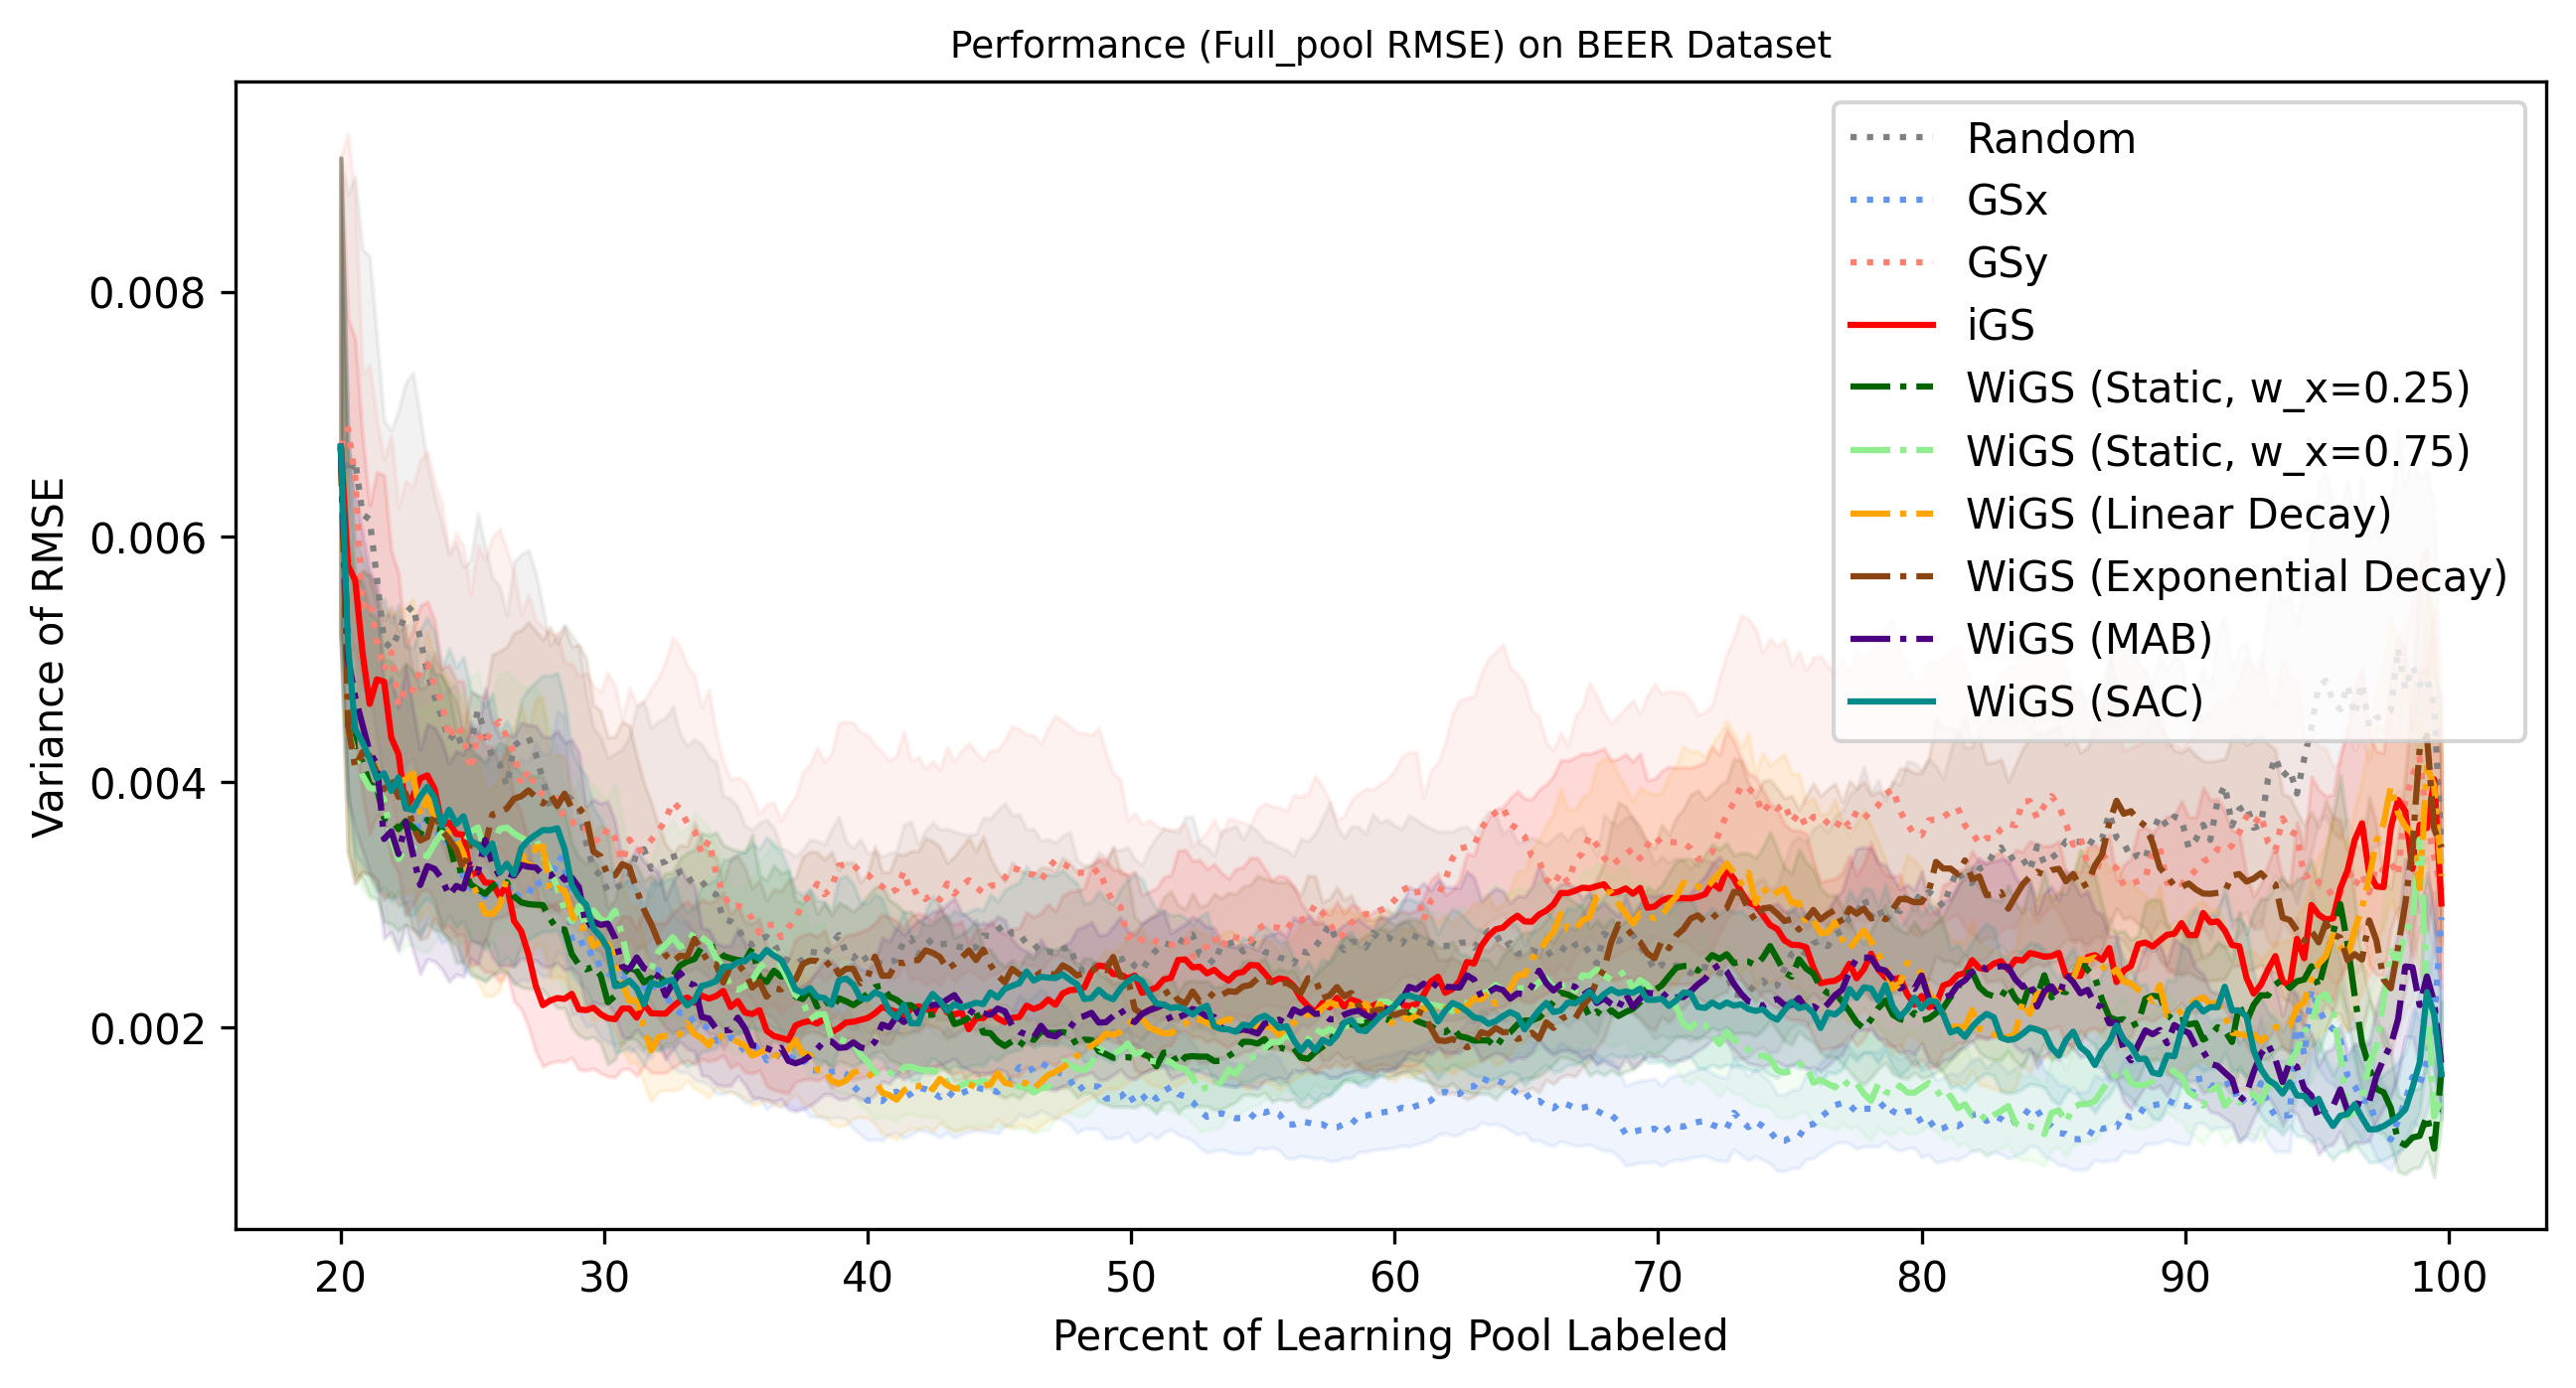 Performance (Full_pool RMSE) on BEER Dataset
Variance of RMSE
0.008
0.006
0.004
0.002
Random
GSx
GSy
iGS
WiGS (Static, w_x=0.25)
WiGS (Static, w_x=0.75)
WiGS (Linear Decay)
WiGS (Exponential Decay)
WiGS (MAB)
WiGS (SAC)
20 30 40 50 60 70 80 90 100
Percent of Learning Pool Labeled